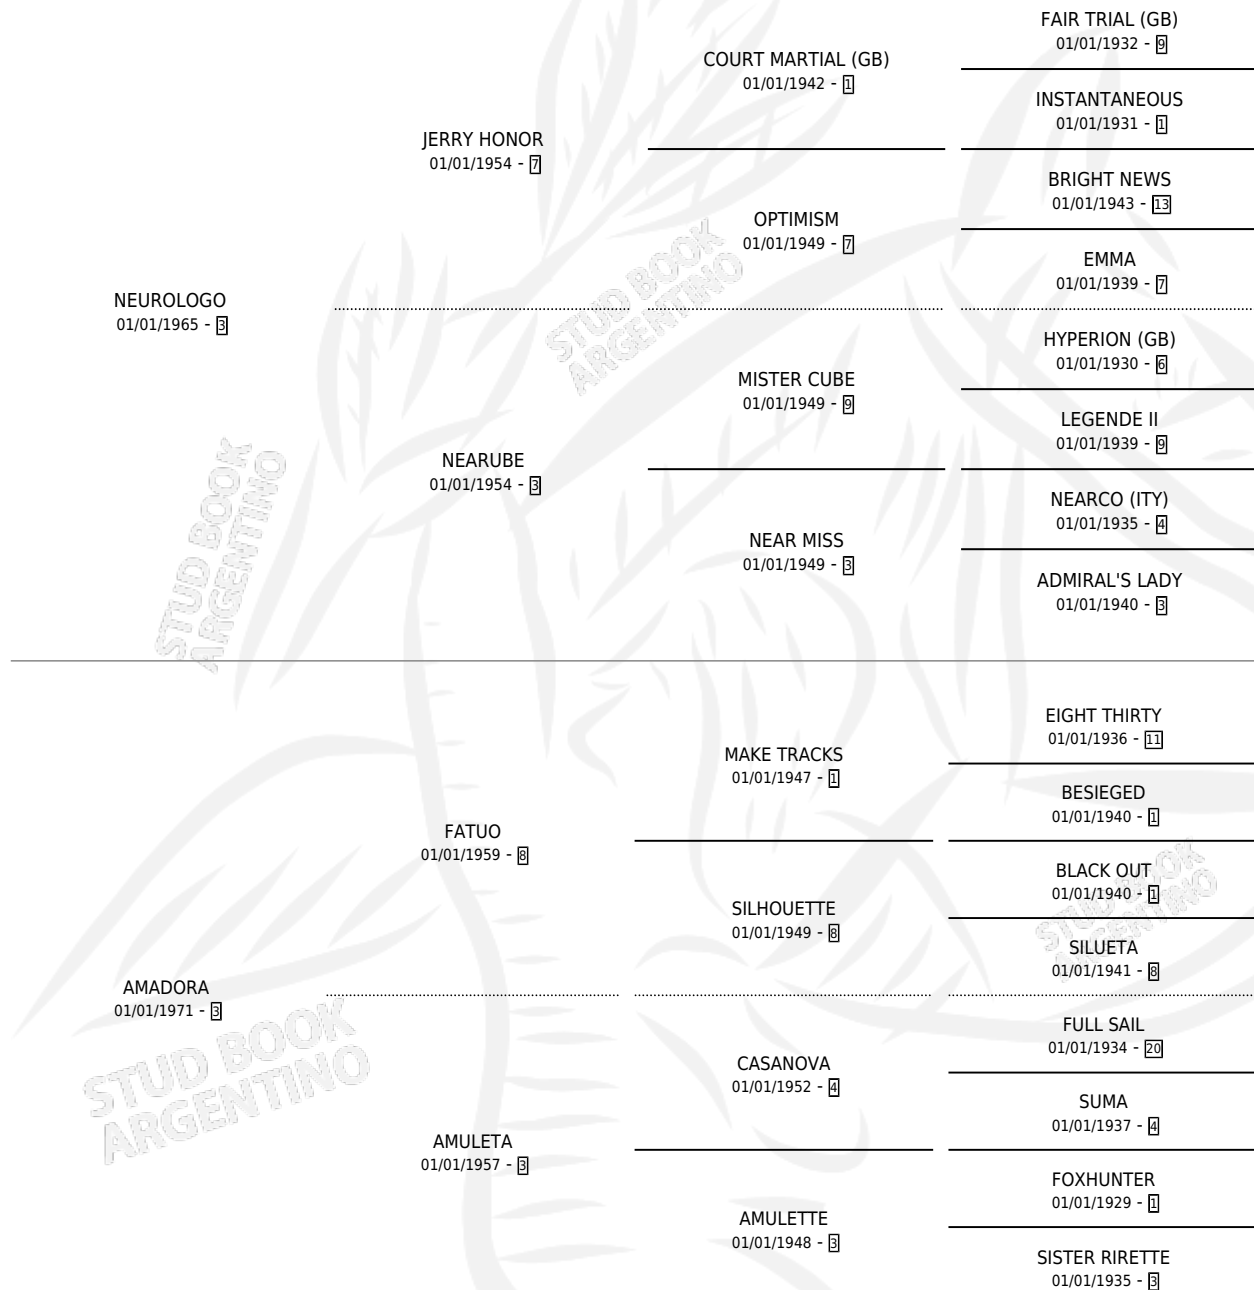 FAIR TRIAL (GB)
01/01/1932 - 9
COURT MARTIAL (GB)
01/01/1942 - 1
INSTANTANEOUS
01/01/1931 - 1
JERRY HONOR
01/01/1954 - 7
BRIGHT NEWS
01/01/1943 - 13
OPTIMISM
01/01/1949 - 7
EMMA
01/01/1939 - 7
NEUROLOGO
01/01/1965 - 3
HYPERION (GB)
01/01/1930 - 6
MISTER CUBE
01/01/1949 - 9
LEGENDE II
01/01/1939 - 9
NEARUBE
01/01/1954 - 3
NEARCO (ITY)
01/01/1935 - 4
NEAR MISS
01/01/1949 - 3
ADMIRAL'S LADY
01/01/1940 - 3
EIGHT THIRTY
01/01/1936 - 11
MAKE TRACKS
01/01/1947 - 1
BESIEGED
01/01/1940 - 1
FATUO
01/01/1959 - 8
BLACK OUT
01/01/1940 - 1
SILHOUETTE
01/01/1949 - 8
SILUETA
01/01/1941 - 8
AMADORA
01/01/1971 - 3
FULL SAIL
01/01/1934 - 20
CASANOVA
01/01/1952 - 4
SUMA
01/01/1937 - 4
AMULETA
01/01/1957 - 3
FOXHUNTER
01/01/1929 - 1
AMULETTE
01/01/1948 - 3
SISTER RIRETTE
01/01/1935 - 3
STUD BOOK
ARGENTINO
STUD BOOK
ARGENTINO
STUD BOOK
ARGENTINO
STUD BOOK
ARGENTINO